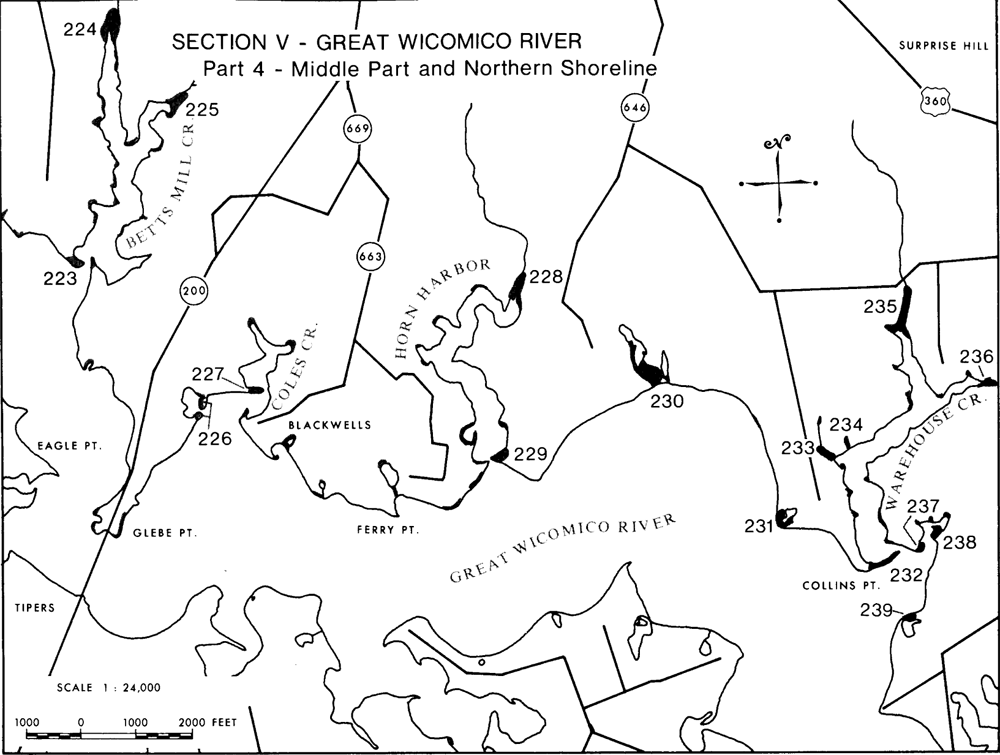 SECTION V - GREAT WICOMICO RIVER
Part 4 - Middle Part and Northern Shoreline
224
225
BETTS MILL CR.
223
669
646
SURPRISE HILL
360
N
663
200
HORN HARBOR
228
235
236
227
COLES CR.
226
BLACKWELLS
230
EAGLE PT.
229
234
233
WAREHOUSE CR.
237
GLEBE PT.
FERRY PT.
GREAT WICOMICO RIVER
231
238
232
COLLINS PT.
TIPERS
239
SCALE 1 : 24,000
1000 0 1000 2000 FEET